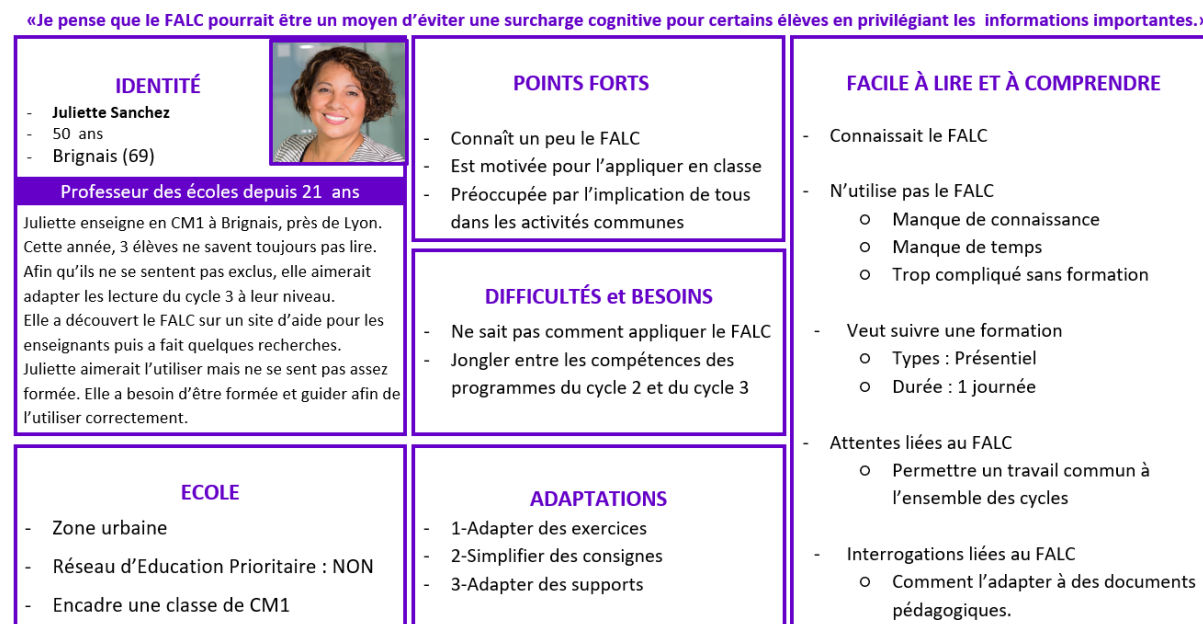 «Je pense que le FALC pourrait être un moyen d’éviter une surcharge cognitive pour certains élèves en privilégiant les informations importantes.»
IDENTITÉ
- Juliette Sanchez
- 50 ans
- Brignais (69)
Professeur des écoles depuis 21 ans
Juliette enseigne en CM1 à Brignais, près de Lyon.
Cette année, 3 élèves ne savent toujours pas lire.
Afin qu’ils ne se sentent pas exclus, elle aimerait
adapter les lecture du cycle 3 à leur niveau.
Elle a découvert le FALC sur un site d’aide pour les
enseignants puis a fait quelques recherches.
Juliette aimerait l’utiliser mais ne se sent pas assez
formée. Elle a besoin d’être formée et guider afin de
l’utiliser correctement.
ECOLE
- Zone urbaine
- Réseau d’Education Prioritaire : NON
- Encadre une classe de CM1
POINTS FORTS
- Connaît un peu le FALC
- Est motivée pour l’appliquer en classe
- Préoccupée par l’implication de tous
dans les activités communes
DIFFICULTÉS et BESOINS
- Ne sait pas comment appliquer le FALC
- Jongler entre les compétences des
programmes du cycle 2 et du cycle 3
ADAPTATIONS
- 1-Adapter des exercices
- 2-Simplifier des consignes
- 3-Adapter des supports
FACILE À LIRE ET À COMPRENDRE
- Connaissait le FALC
- N’utilise pas le FALC
o Manque de connaissance
o Manque de temps
o Trop compliqué sans formation
- Veut suivre une formation
o Types : Présentiel
o Durée : 1 journée
- Attentes liées au FALC
o Permettre un travail commun à
l’ensemble des cycles
- Interrogations liées au FALC
o Comment l’adapter à des documents
pédagogiques.